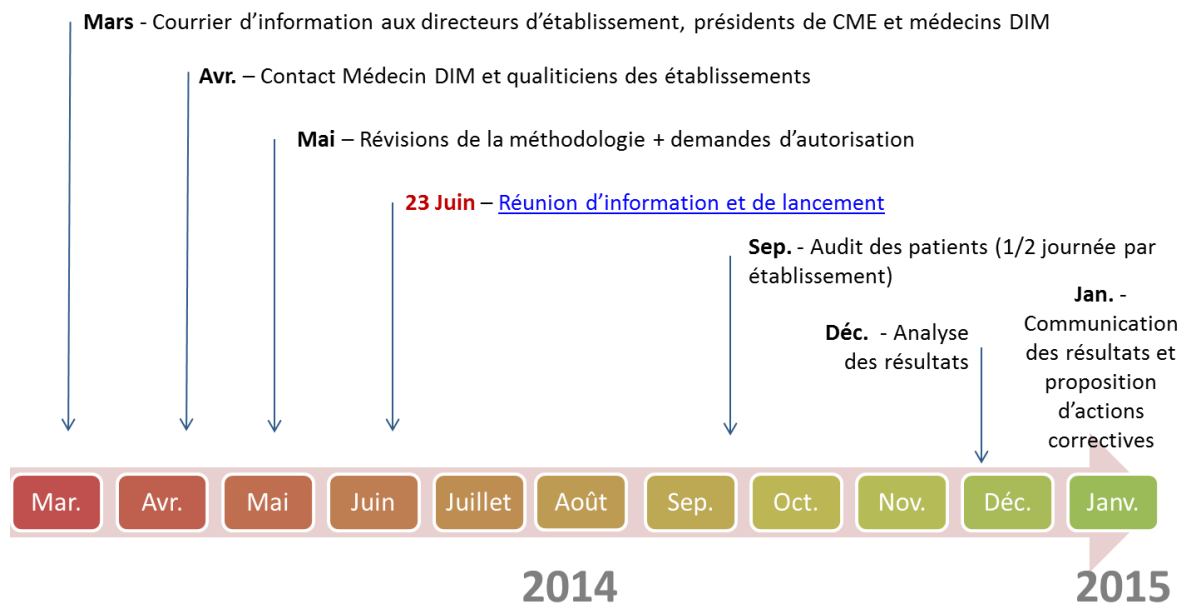 Mars - Courrier d’information aux directeurs d’établissement, présidents de CME et médecins DIM
Avr. – Contact Médecin DIM et qualiticiens des établissements
Mai – Révisions de la méthodologie + demandes d’autorisation
23 Juin – Réunion d’information et de lancement
Sep. - Audit des patients (1/2 journée par
établissement)
Déc. - Analyse
des résultats
Jan. -
Communication
des résultats et
proposition
d’actions
correctives
Mar. Avr. Mai Juin Juillet Août Sep. Oct. Nov. Déc. Janv.
2014 2015